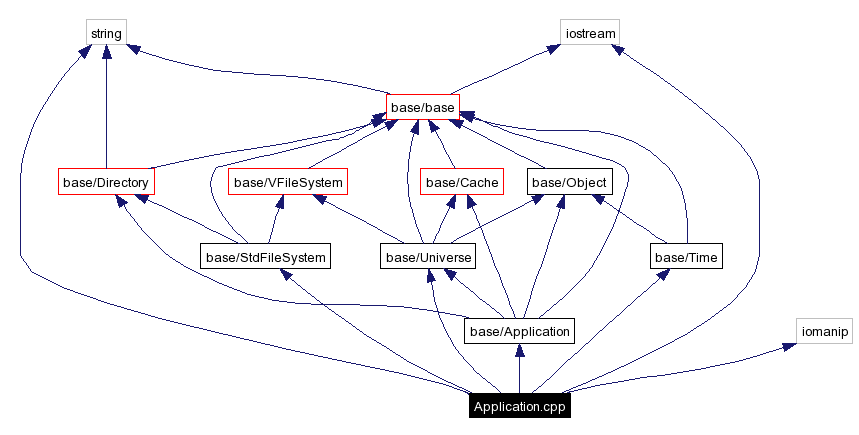 string
iostream
base/base
base/Directory
base/VFileSystem
base/Cache
base/Object
base/StdFileSystem
base/Universe
base/Time
base/Application
iomanip
Application.cpp